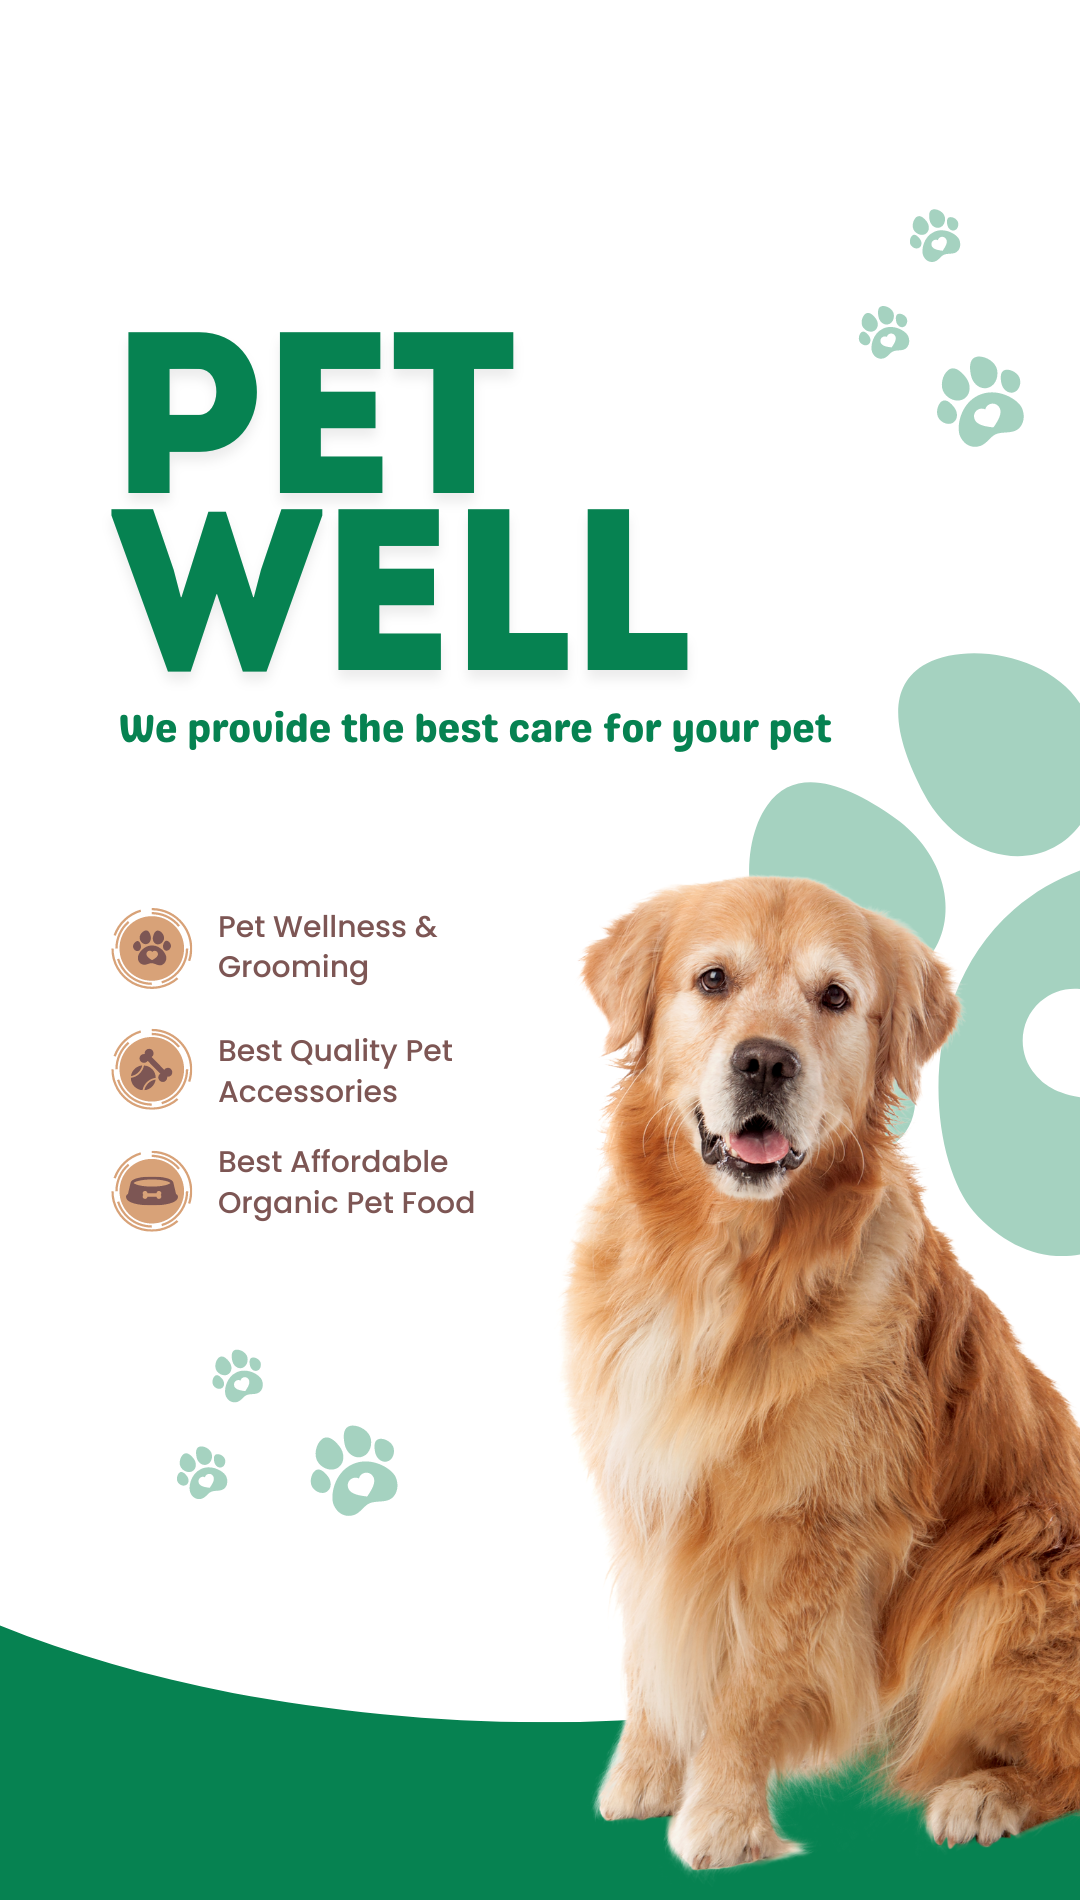 PET
WELL
We provide the best care for your pet
Pet Wellness &
Grooming
Best Quality Pet
Accessories
Best Affordable
Organic Pet Food